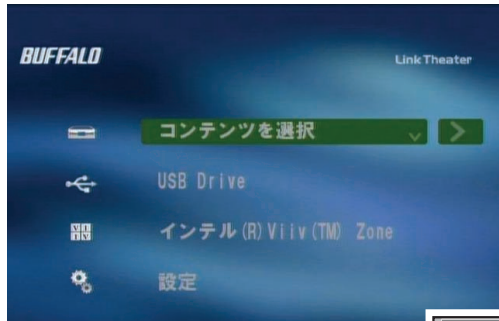 BUFFALO
LinkTheater
コンテンツを選択
USB Drive
インテル(R)Viiv(TM) Zone
設定